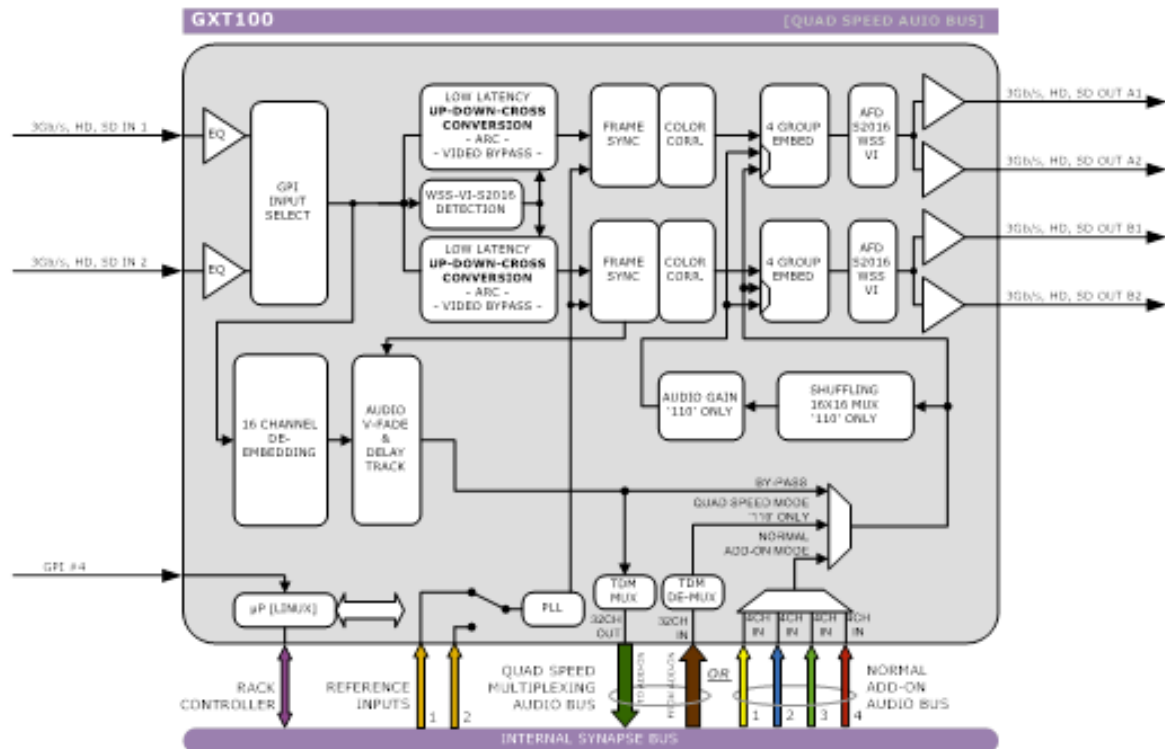 GXT100
[QUAD SPEED AUIO BUS]
3Gb/s, HD, SD IN 1
EQ
GPI
INPUT
SELECT
LOW LATENCY
UP-DOWN-CROSS
CONVERSION
- ARC -
- VIDEO BYPASS -
FRAME
SYNC
COLOR
CORR.
4 GROUP
EMBED
AFD
S2016
WSS
VI
3Gb/s, HD, SD OUT A1
3Gb/s, HD, SD OUT A2
WSS-VI-S2016
DETECTION
3Gb/s, HD, SD IN 2
EQ
LOW LATENCY
UP-DOWN-CROSS
CONVERSION
- ARC -
- VIDEO BYPASS -
FRAME
SYNC
COLOR
CORR.
4 GROUP
EMBED
AFD
S2016
WSS
VI
3Gb/s, HD, SD OUT B1
3Gb/s, HD, SD OUT B2
16 CHANNEL
DE-
EMBEDDING
AUDIO
V-FADE
&
DELAY
TRACK
AUDIO GAIN
'110' ONLY
SHUFFLING
16X16 MUX
'110' ONLY
BY-PASS
QUAD SPEED MODE
'110' ONLY
NORMAL
ADD-ON MODE
GPI #4
µP [LINUX]
PLL
TDM
MUX
TDM
DE-MUX
32CH
OUT
32CH
IN
4CH
IN
4CH
IN
4CH
IN
4CH
IN
RACK
CONTROLLER
REFERENCE
INPUTS
1
2
QUAD SPEED
MULTIPLEXING
AUDIO BUS
OR
1
2
3
4
NORMAL
ADD-ON
AUDIO BUS
INTERNAL SYNAPSE BUS